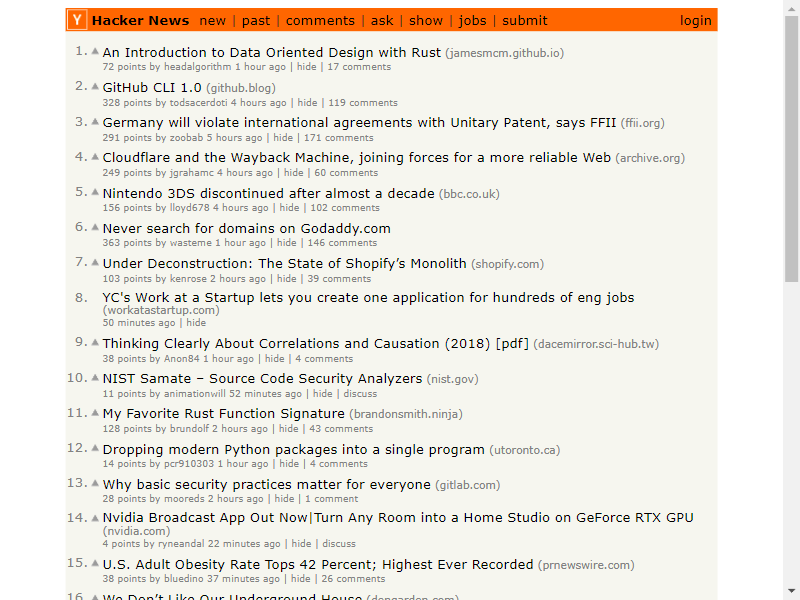 Y Hacker News new | past | comments | ask | show | jobs | submit login
1. An Introduction to Data Oriented Design with Rust (jamesmcm.github.io)
72 points by headalgorithm 1 hour ago | hide | 17 comments
2. GitHub CLI 1.0 (github.blog)
328 points by todsacerdoti 4 hours ago | hide | 119 comments
3. Germany will violate international agreements with Unitary Patent, says FFII (ffii.org)
291 points by zoobab 5 hours ago | hide | 171 comments
4. Cloudflare and the Wayback Machine, joining forces for a more reliable Web (archive.org)
249 points by jgrahamc 4 hours ago | hide | 60 comments
5. Nintendo 3DS discontinued after almost a decade (bbc.co.uk)
156 points by lloyd678 4 hours ago | hide | 102 comments
6. Never search for domains on Godaddy.com
363 points by wasteme 1 hour ago | hide | 146 comments
7. Under Deconstruction: The State of Shopify’s Monolith (shopify.com)
103 points by kenrose 2 hours ago | hide | 39 comments
8. YC's Work at a Startup lets you create one application for hundreds of eng jobs
(workatastartup.com)
50 minutes ago | hide
9. Thinking Clearly About Correlations and Causation (2018) [pdf] (dacemirror.sci-hub.tw)
38 points by Anon84 1 hour ago | hide | 4 comments
10. NIST Samate – Source Code Security Analyzers (nist.gov)
11 points by animationwill 52 minutes ago | hide | discuss
11. My Favorite Rust Function Signature (brandonsmith.ninja)
128 points by brundolf 2 hours ago | hide | 43 comments
12. Dropping modern Python packages into a single program (utoronto.ca)
14 points by pcr910303 1 hour ago | hide | 4 comments
13. Why basic security practices matter for everyone (gitlab.com)
28 points by mooreds 2 hours ago | hide | 1 comment
14. Nvidia Broadcast App Out Now|Turn Any Room into a Home Studio on GeForce RTX GPU
(nvidia.com)
4 points by ryneandal 22 minutes ago | hide | discuss
15. U.S. Adult Obesity Rate Tops 42 Percent; Highest Ever Recorded (prnewswire.com)
38 points by bluedino 37 minutes ago | hide | 26 comments
16. We Don’t Like Our Underground House (dengarden.com)